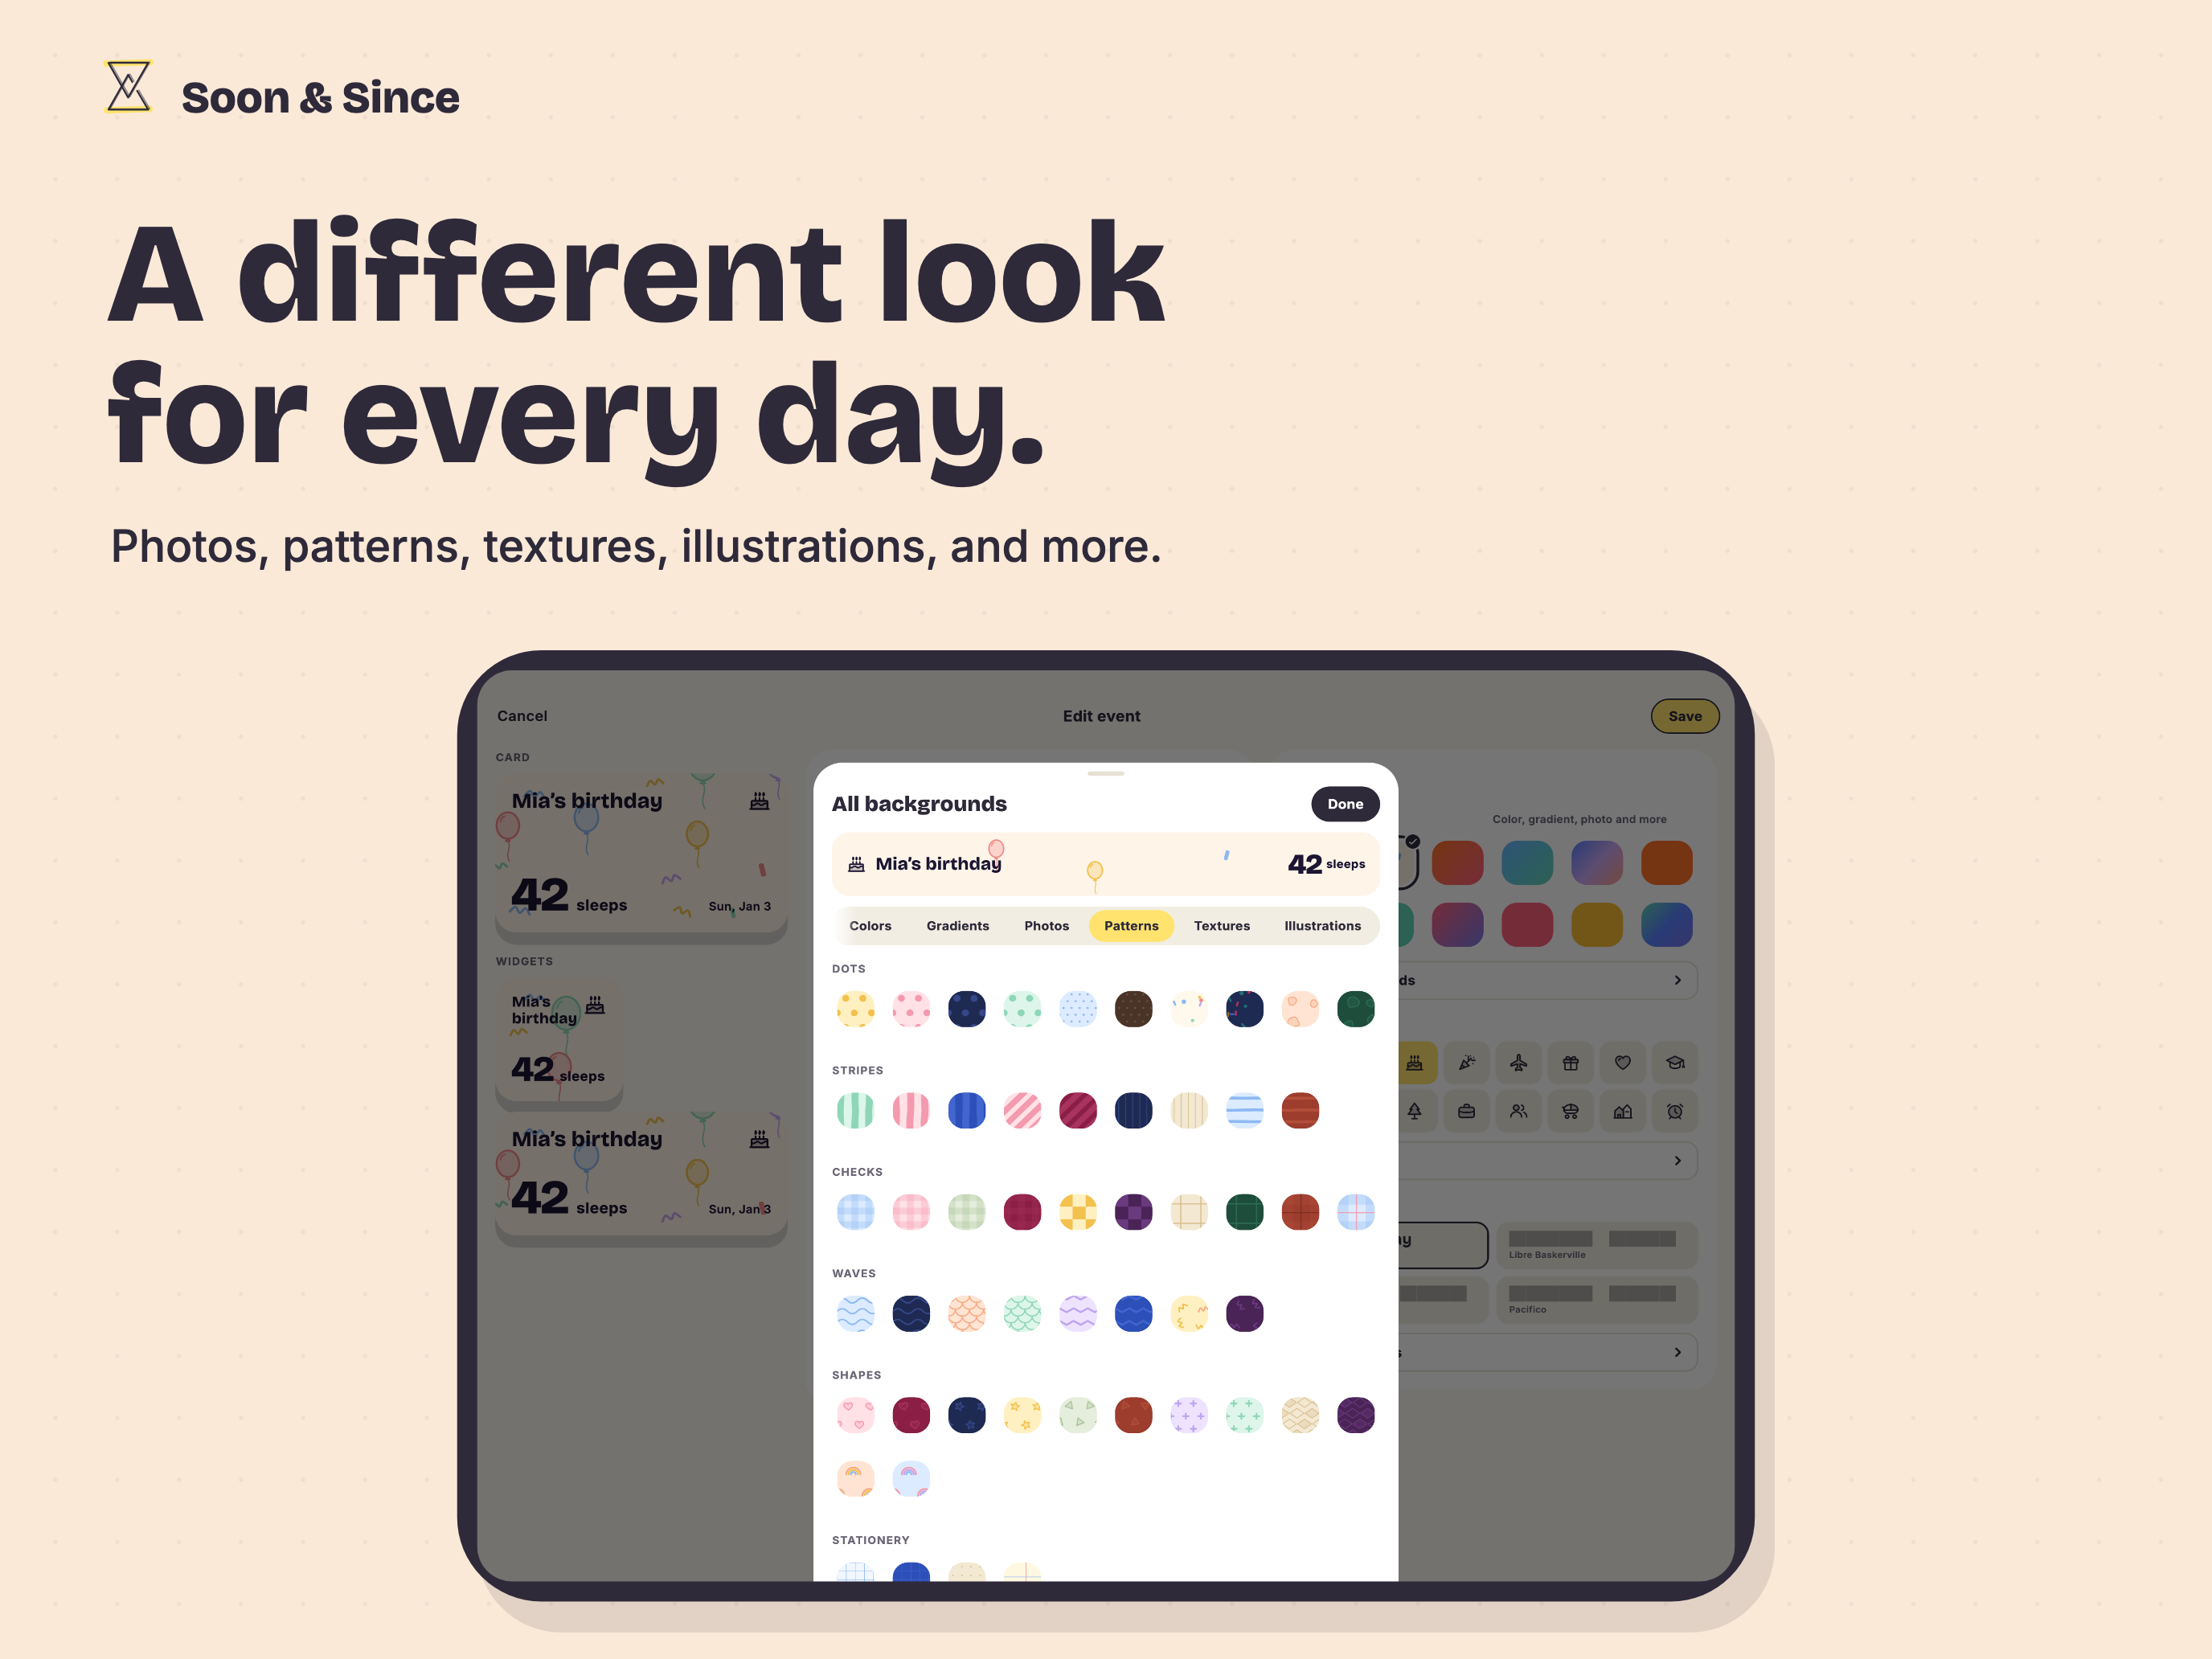 Soon & Since
A different look
for every day.
Photos, patterns, textures, illustrations, and more.
Cancel
Edit event
Save
CARD
Mia's birthday
42 sleeps
Sun, Jan 3
WIDGETS
Mia's
birthday
42 sleeps
Mia's birthday
42 sleeps
Sun, Jan 3
All backgrounds
Done
Mia's birthday
42 sleeps
Colors
Gradients
Photos
Patterns
Textures
Illustrations
DOTS
STRIPES
CHECKS
WAVES
SHAPES
STATIONERY
Color, gradient, photo and more
ds
Libre Baskerville
Pacifico